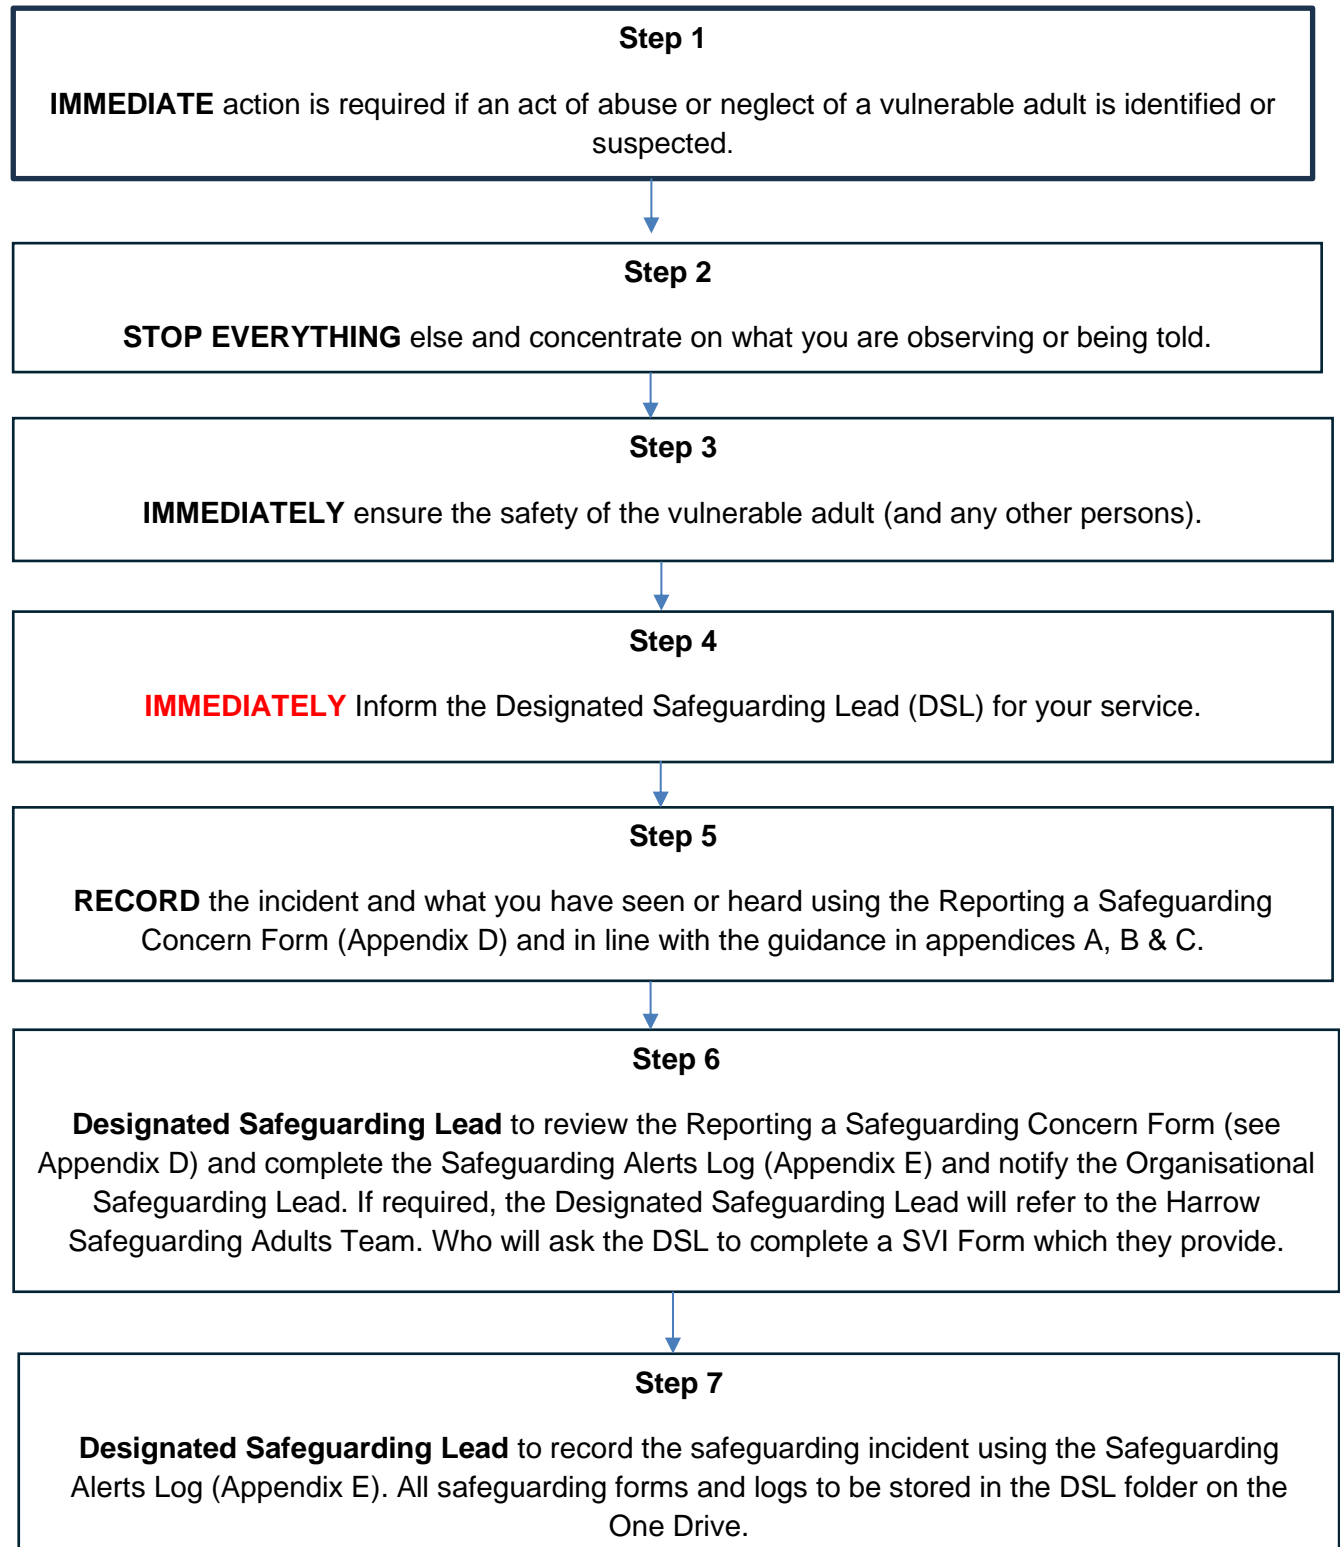 Step 1
IMMEDIATE action is required if an act of abuse or neglect of a vulnerable adult is identified or
suspected.
Step 2
STOP EVERYTHING else and concentrate on what you are observing or being told.
Step 3
IMMEDIATELY ensure the safety of the vulnerable adult (and any other persons).
Step 4
IMMEDIATELY Inform the Designated Safeguarding Lead (DSL) for your service.
Step 5
RECORD the incident and what you have seen or heard using the Reporting a Safeguarding
Concern Form (Appendix D) and in line with the guidance in appendices A, B & C.
Step 6
Designated Safeguarding Lead to review the Reporting a Safeguarding Concern Form (see
Appendix D) and complete the Safeguarding Alerts Log (Appendix E) and notify the Organisational
Safeguarding Lead. If required, the Designated Safeguarding Lead will refer to the Harrow
Safeguarding Adults Team. Who will ask the DSL to complete a SVI Form which they provide.
Step 7
Designated Safeguarding Lead to record the safeguarding incident using the Safeguarding
Alerts Log (Appendix E). All safeguarding forms and logs to be stored in the DSL folder on the
One Drive.